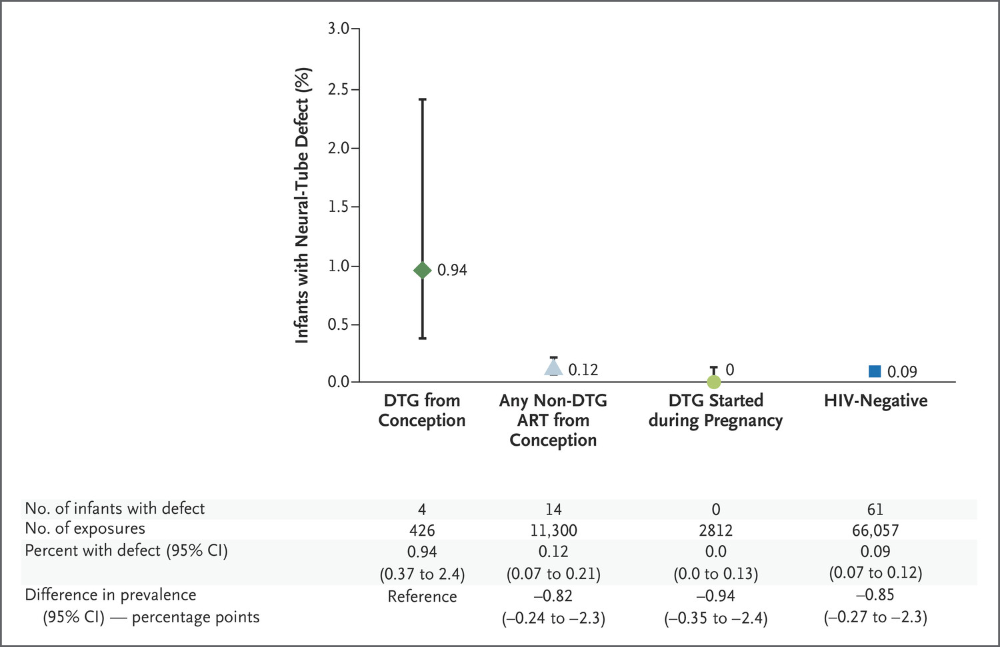 Infants with Neural-Tube Defect (%)
3.0
2.5
2.0
1.5
1.0
0.5
0.0
0.94
0.12
0
0.09
DTG from
Conception
Any Non-DTG
ART from
Conception
DTG Started
during Pregnancy
HIV-Negative
No. of infants with defect 4 14 0 61
No. of exposures 426 11,300 2812 66,057
Percent with defect (95% CI) 0.94 0.12 0.0 0.09
(0.37 to 2.4) (0.07 to 0.21) (0.0 to 0.13) (0.07 to 0.12)
Difference in prevalence Reference –0.82 –0.94 –0.85
(95% CI) — percentage points (–0.24 to –2.3) (–0.35 to –2.4) (–0.27 to –2.3)